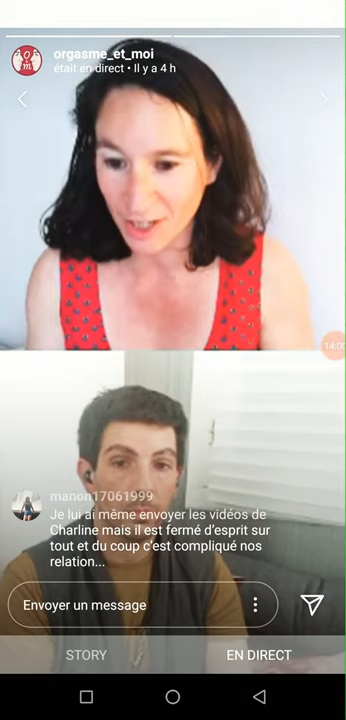 orgasme_et_moi
était en direct • Il y a 4 h
14:00
manon17061999
Je lui ai même envoyer les vidéos de
Charline mais il est fermé d'esprit sur
tout et du coup c'est compliqué nos
relation...
Envoyer un message
STORY
EN DIRECT